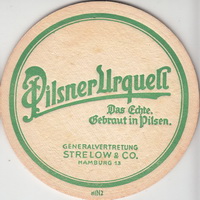 Pilsner Urquell
Das Echte.
Gebraut in Pilsen.
GENERALVERTRETUNG
STRELOW & CO.
HAMBURG 13